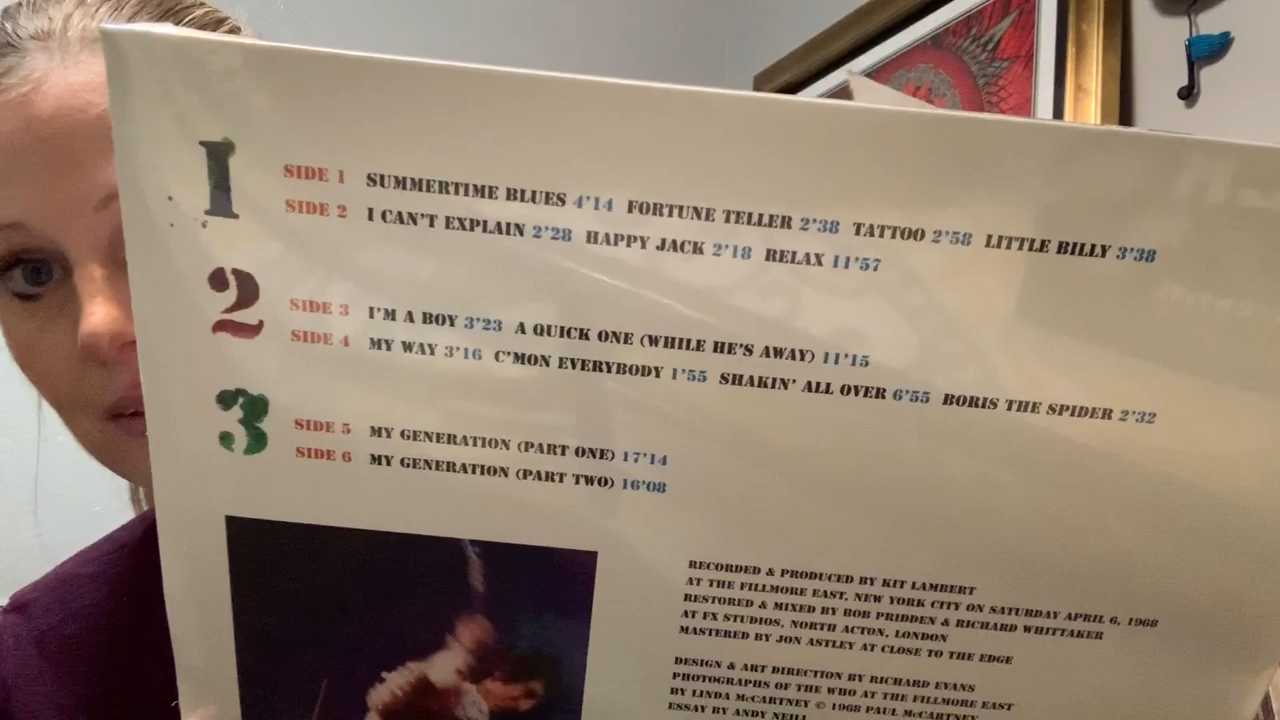 1
SIDE 1 SUMMERTIME BLUES 4'14 FORTUNE TELLER 2'38 TATTOO 2'58 LITTLE BILLY 3'38
SIDE 2 I CAN'T EXPLAIN 2'28 HAPPY JACK 2'18 RELAX 11'57
2
SIDE 3 I'M A BOY 3'23 A QUICK ONE (WHILE HE'S AWAY) 11'15
SIDE 4 MY WAY 3'16 C'MON EVERYBODY 1'55 SHAKIN' ALL OVER 6'55 BORIS THE SPIDER 2'32
3
SIDE 5 MY GENERATION (PART ONE) 17'14
SIDE 6 MY GENERATION (PART TWO) 16'08
RECORDED & PRODUCED BY KIT LAMBERT
AT THE FILLMORE EAST, NEW YORK CITY ON SATURDAY APRIL 6, 1968
RESTORED & MIXED BY BOB PRIDDEN & RICHARD WHITTAKER
AT FX STUDIOS, NORTH ACTON, LONDON
MASTERED BY JON ASTLEY AT CLOSE TO THE EDGE
DESIGN & ART DIRECTION BY RICHARD EVANS
PHOTOGRAPHS OF THE WHO AT THE FILLMORE EAST
BY LINDA McCARTNEY © 1968 PAUL McCARTNEY
ESSAY BY ANDY NEILL